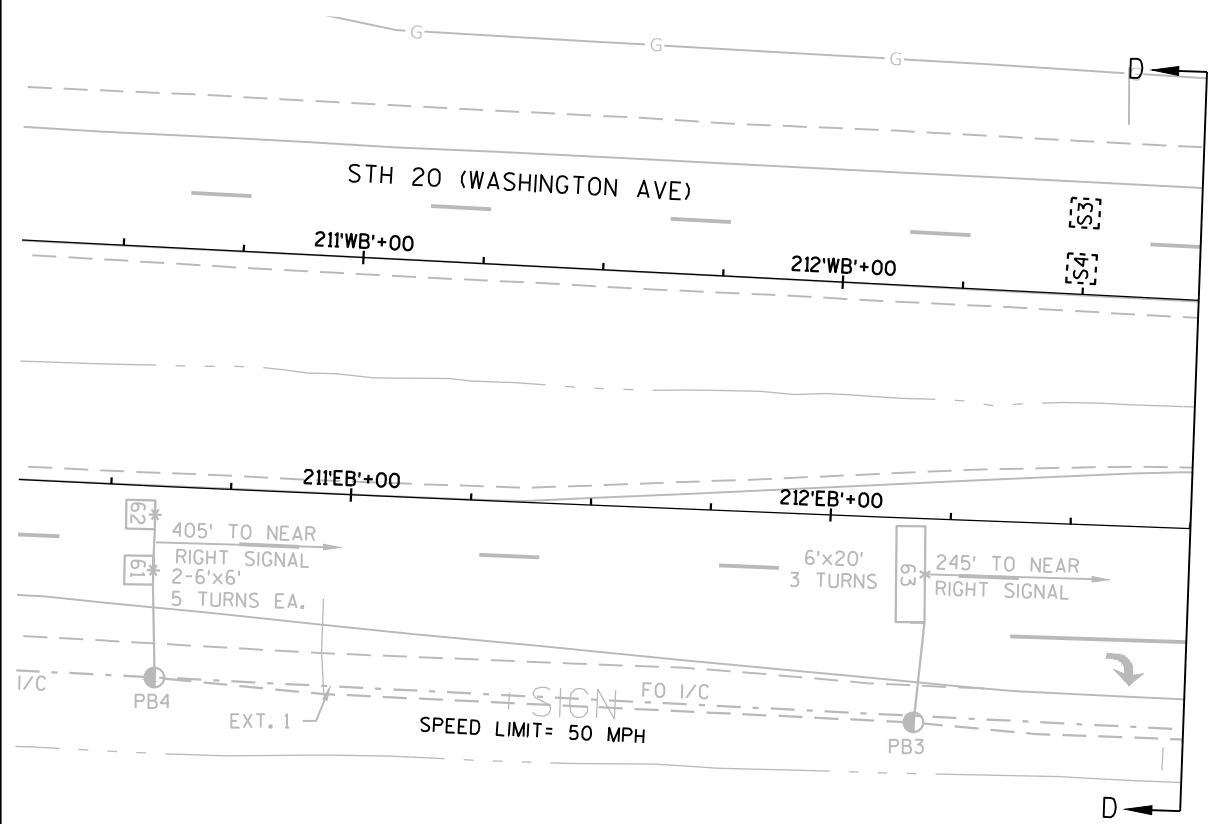 G
G
G
D
STH 20 (WASHINGTON AVE)
S3
211'WB'+00
212'WB'+00
S4
211'EB'+00
212'EB'+00
62
405' TO NEAR
RIGHT SIGNAL
61
2-6'x6'
5 TURNS EA.
6'x20'
3 TURNS
63
245' TO NEAR
RIGHT SIGNAL
I/C
PB4
EXT. 1
SIGN
FO I/C
SPEED LIMIT= 50 MPH
PB3
D